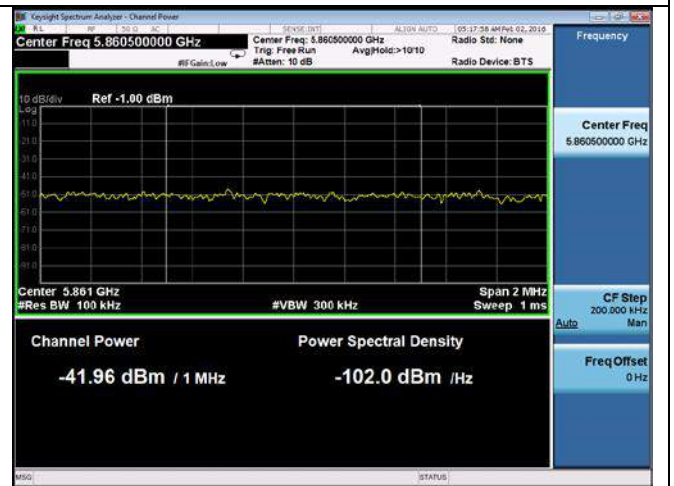 Keysight Spectrum Analyzer - Channel Power
RL RF 50 Ω AC SENSE:INT ALIGN AUTO 05:17:58 AM Feb 02, 2016
Center Freq 5.860500000 GHz
Center Freq: 5.860500000 GHz
Radio Std: None
Trig: Free Run Avg|Hold:>10/10
#IFGain:Low
#Atten: 10 dB
Radio Device: BTS
Frequency
10 dB/div Ref -1.00 dBm
Log
-11.0
-21.0
-31.0
-41.0
-51.0
-61.0
-71.0
-81.0
-91.0
Center 5.861 GHz Span 2 MHz
#Res BW 100 kHz #VBW 300 kHz Sweep 1 ms
Channel Power Power Spectral Density
-41.96 dBm / 1 MHz -102.0 dBm /Hz
Center Freq
5.860500000 GHz
CF Step
200.000 kHz
Auto Man
Freq Offset
0 Hz
MSG STATUS